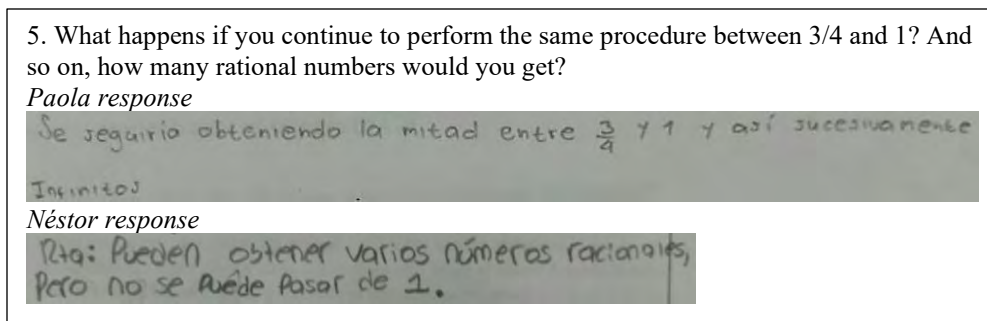 5. What happens if you continue to perform the same procedure between 3/4 and 1? And
so on, how many rational numbers would you get?
Paola response
Se seguiria obteniendo la mitad entre 3/4 y 1 y así sucesivamente
Infinitos
Néstor response
Rta: Pueden obtener varios números racionales,
Pero no se Puéde Pasar de 1.